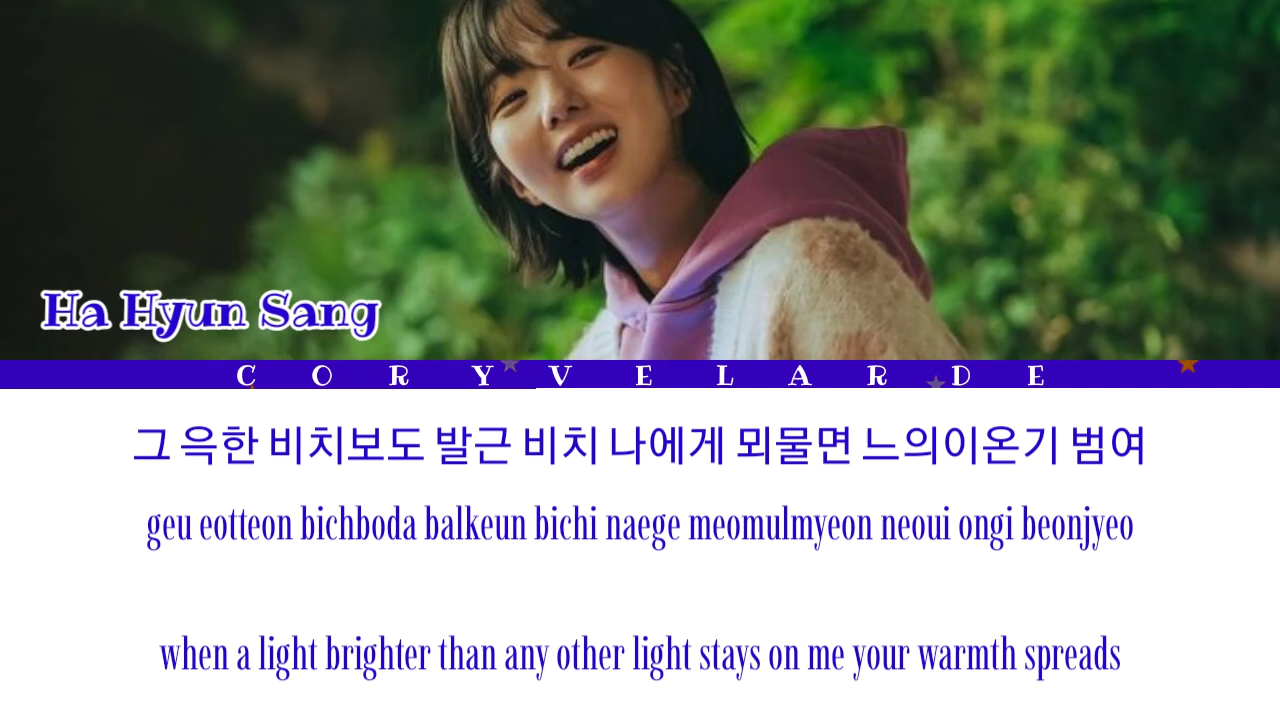 Ha Hyun Sang
CORY VELARDE
그 윽한 비치보도 발근 비치 나에게 뫼물면 느의이온기 범여
geu eotteon bichboda balkeun bichi naege meomulmyeon neoui ongi beonjyeo
when a light brighter than any other light stays on me your warmth spreads